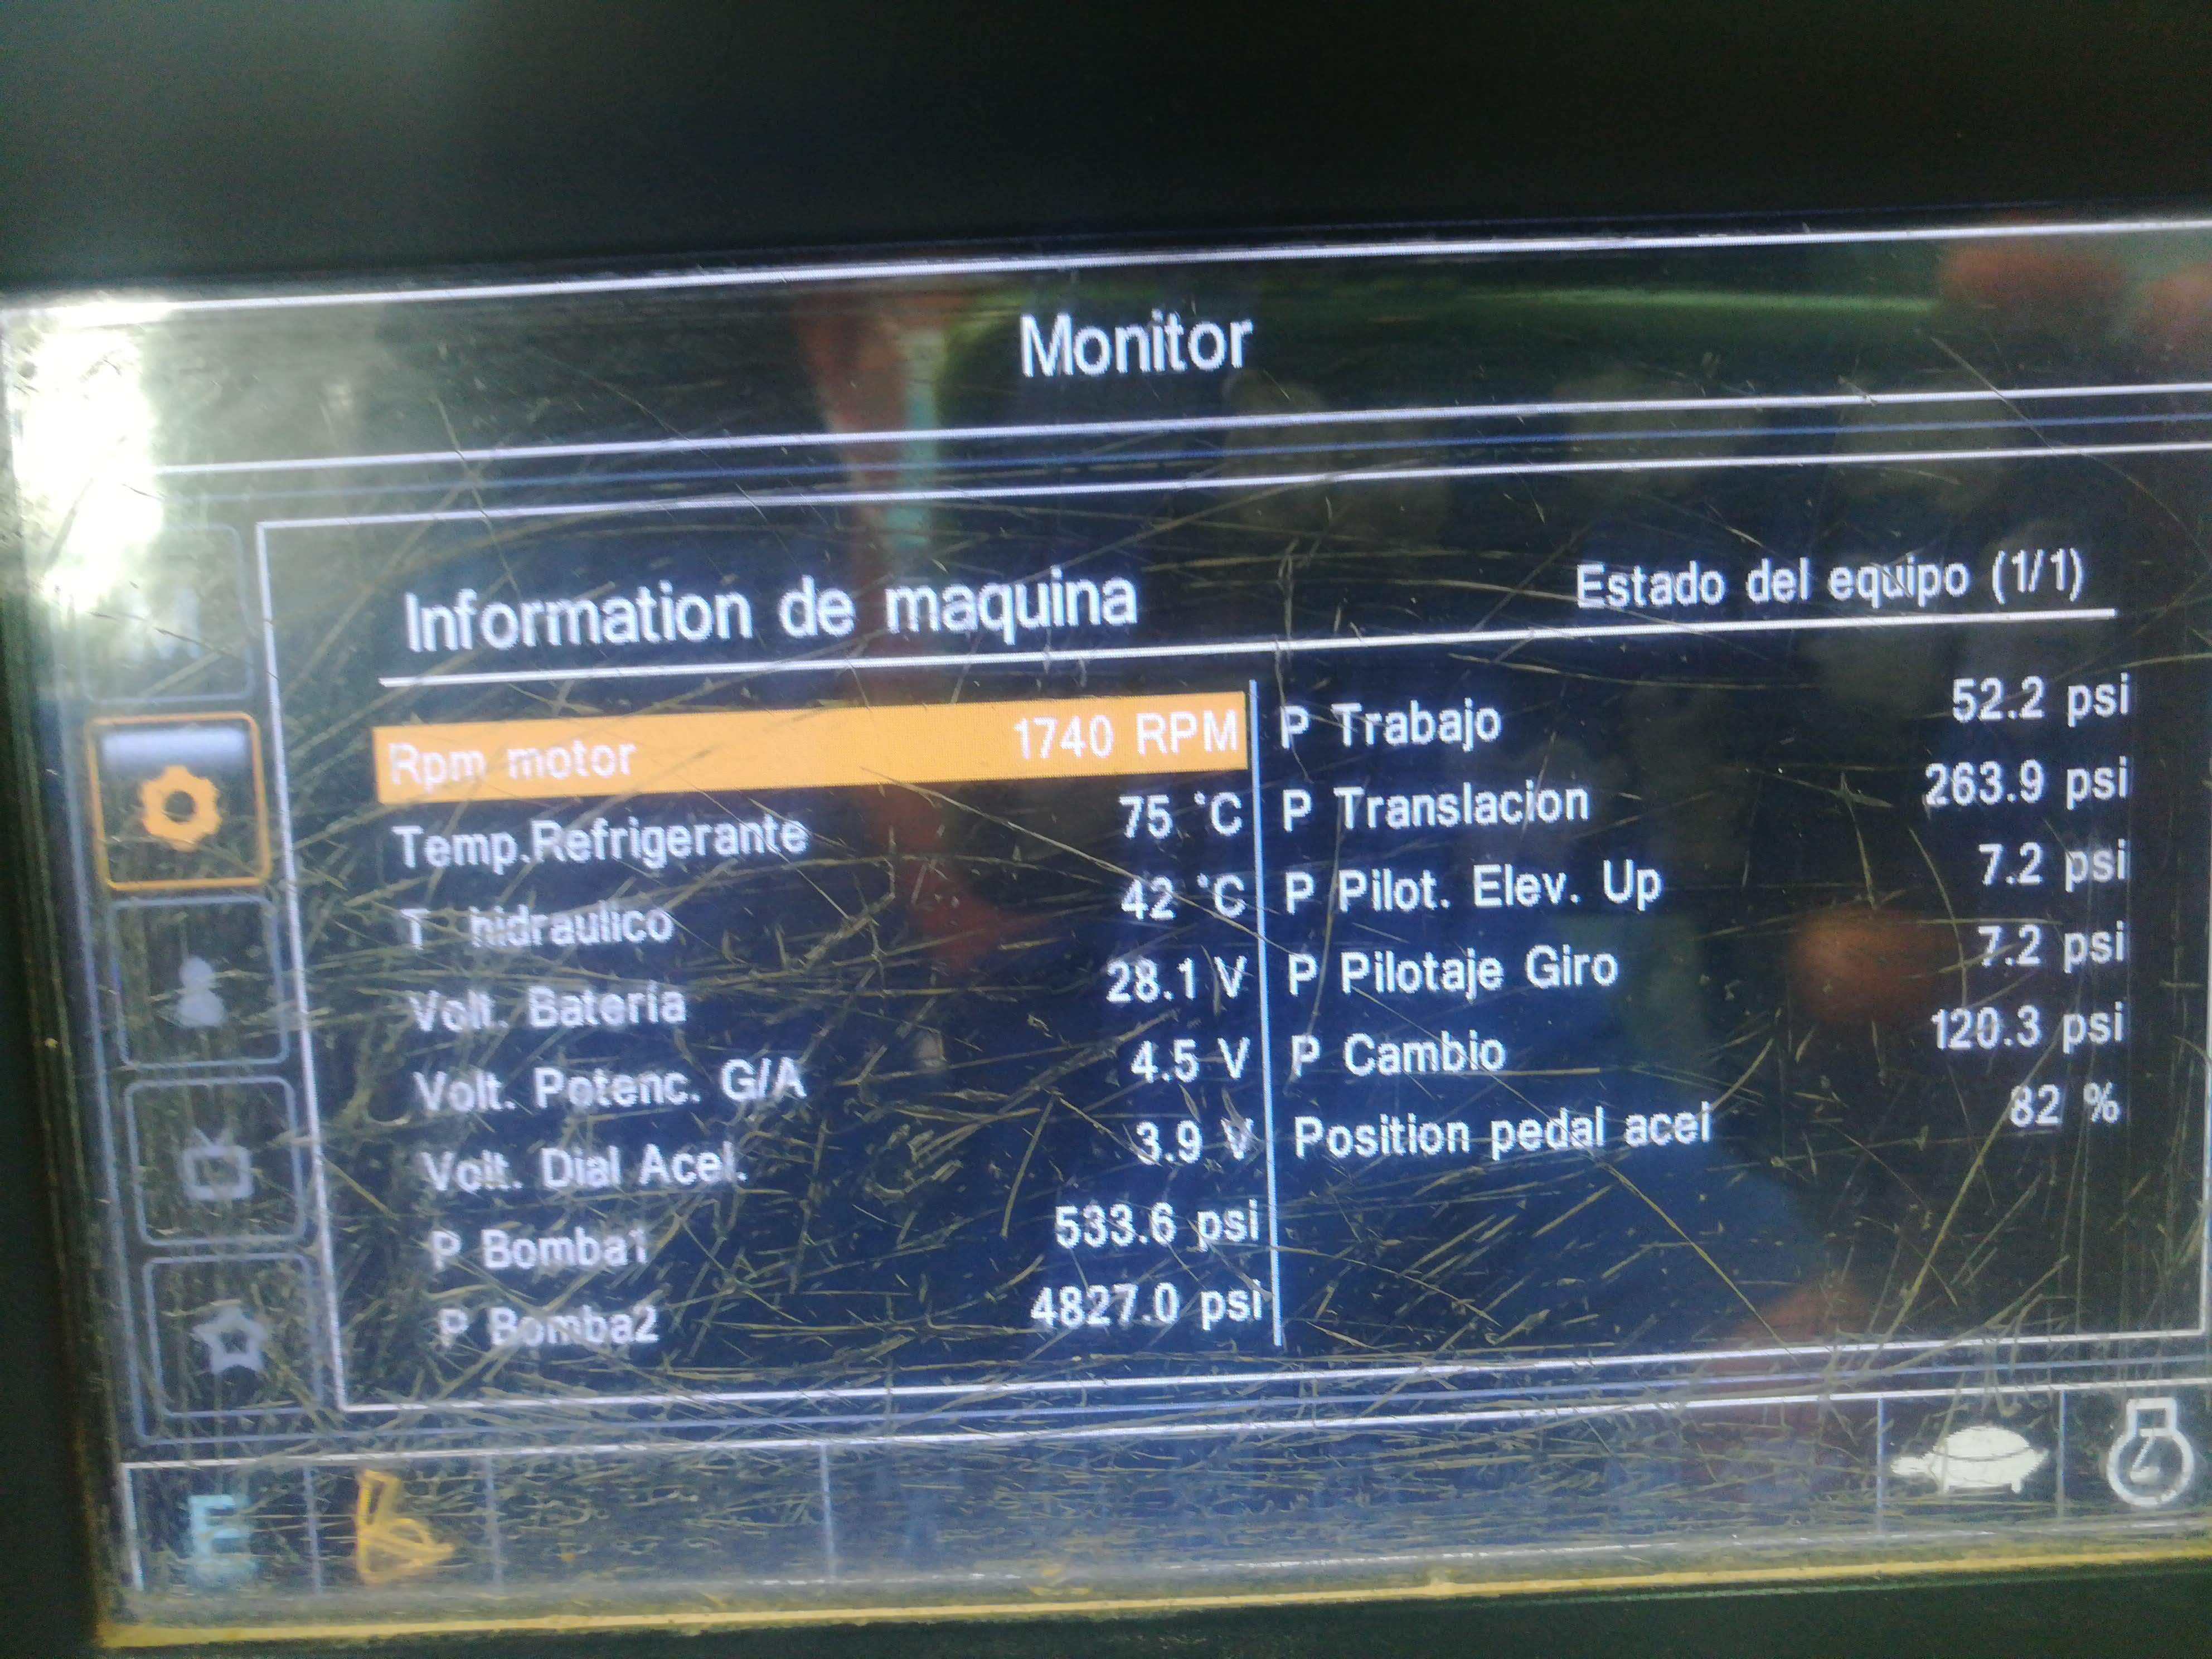 Monitor
Information de maquina
Estado del equipo (1/1)
Rpm motor 1740 RPM
Temp.Refrigerante 75 °C
T hidraulico 42 °C
Volt. Bateria 28.1 V
Volt. Potenc. G/A 4.5 V
Volt. Dial Acel. 3.9 V
P Bomba1 533.6 psi
P Bomba2 4827.0 psi
P Trabajo 52.2 psi
P Translacion 263.9 psi
P Pilot. Elev. Up 7.2 psi
P Pilotaje Giro 7.2 psi
P Cambio 120.3 psi
Position pedal acel 82 %
E